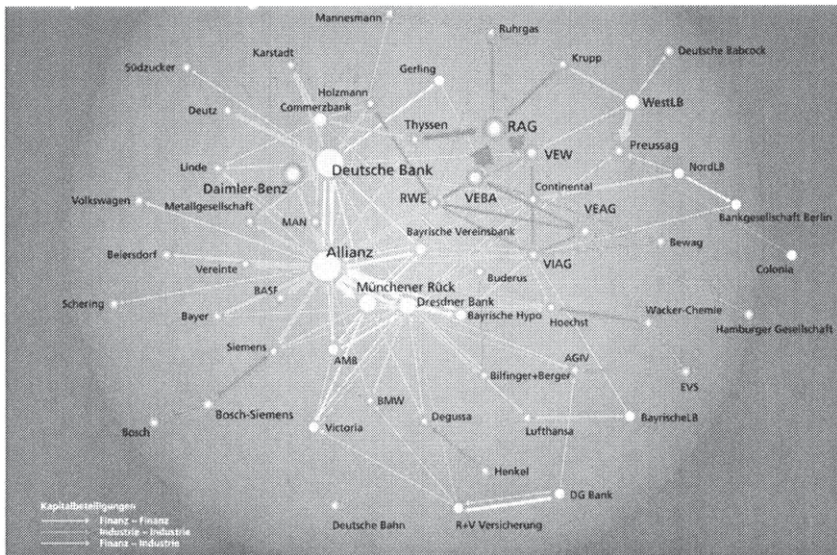 Mannesmann
Ruhrgas
Karstadt
Krupp
Deutsche Babcock
Südzucker
Gerling
Holzmann
WestLB
Deutz
Commerzbank
Thyssen
RAG
Preussag
Linde
Deutsche Bank
VEW
NordLB
Daimler-Benz
Continental
Volkswagen
Metallgesellschaft
RWE
VEBA
VEAG
Bankgesellschaft Berlin
MAN
Bayrische Vereinsbank
Bewag
Allianz
Beiersdorf
Vereinte
VIAG
Colonia
Buderus
BASF
Münchener Rück
Schering
Dresdner Bank
Bayer
Bayrische Hypo
Hoechst
Wacker-Chemie
Hamburger Gesellschaft
Siemens
AMB
AGIV
Bilfinger+Berger
EVS
BMW
Bosch-Siemens
Degussa
Bosch
Victoria
Lufthansa
BayrischeLB
Henkel
DG Bank
Kapitalbeteiligungen
Finanz – Finanz
Industrie – Industrie
Finanz – Industrie
Deutsche Bahn
R+V Versicherung